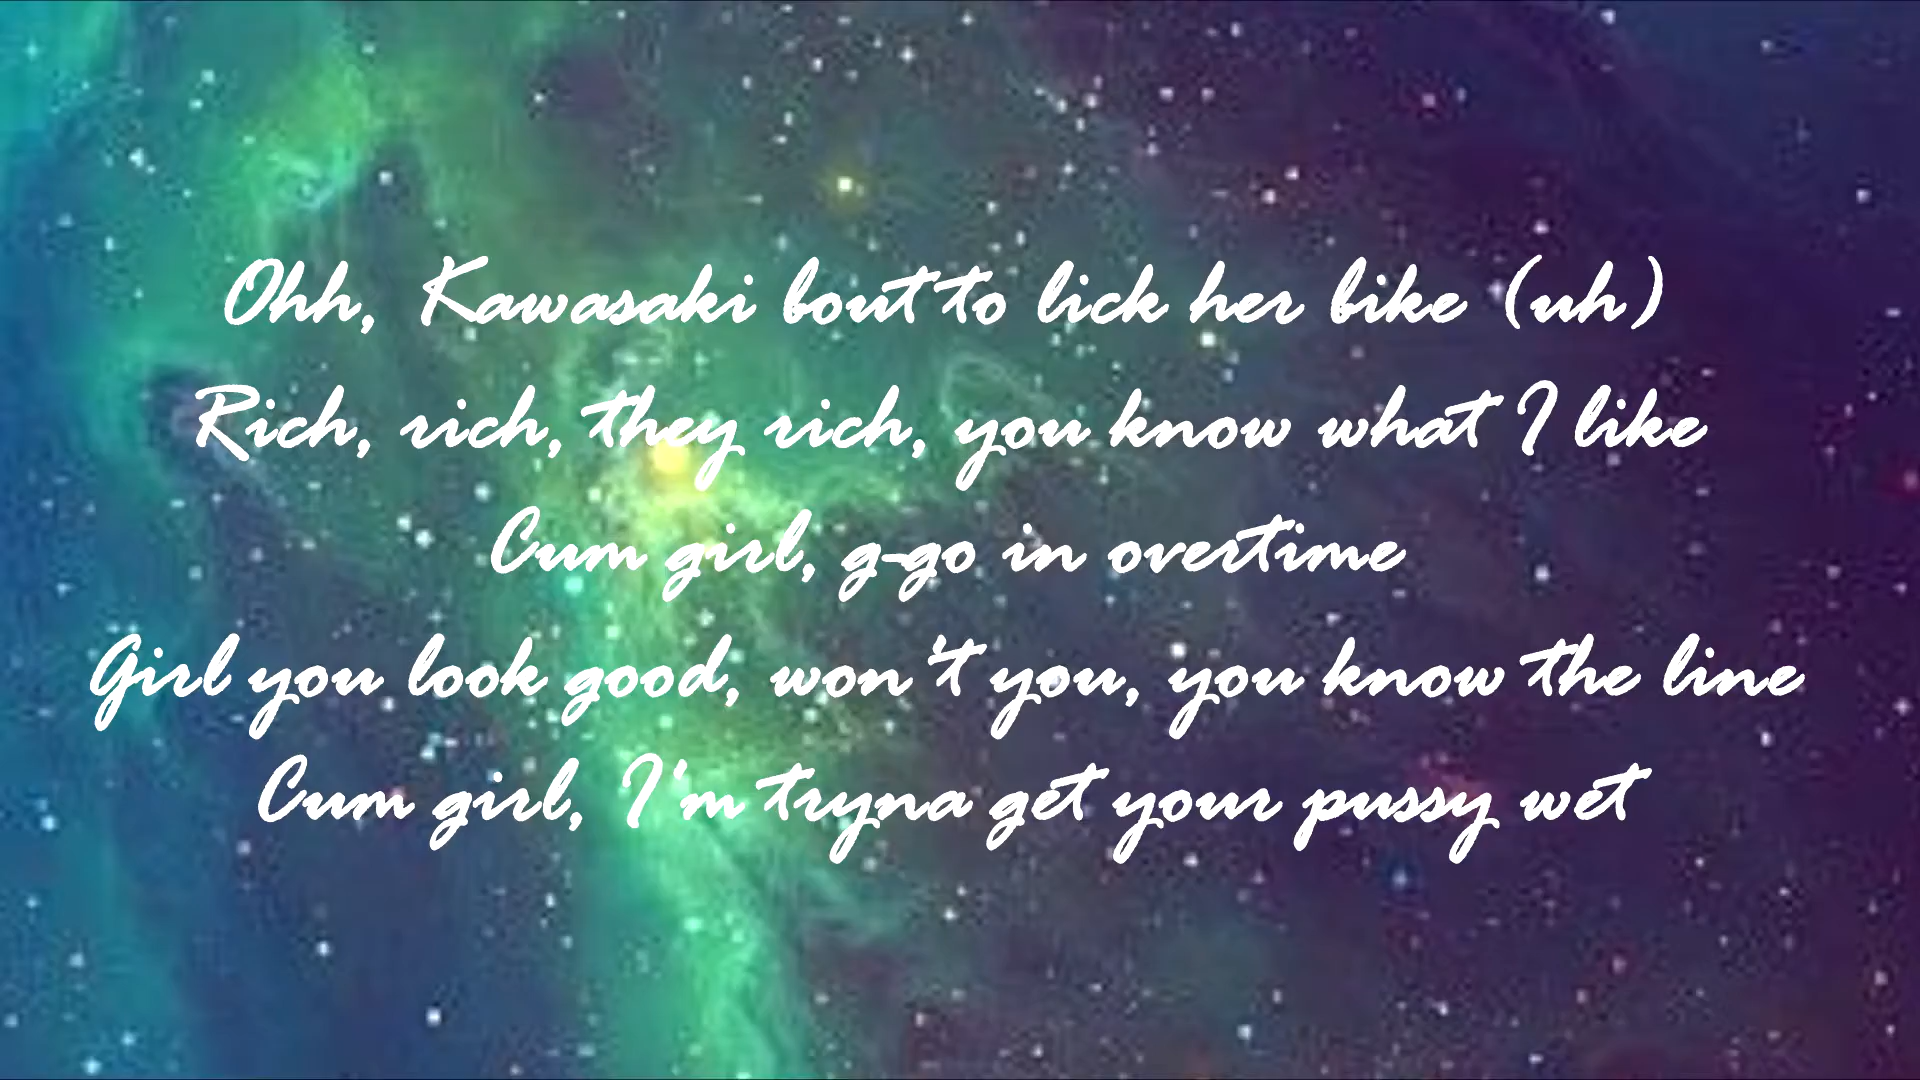 Ohh, Kawasaki bout to lick her bike (uh)
Rich, rich, they rich, you know what I like
Cum girl, g-go in overtime
Girl you look good, won't you, you know the line
Cum girl, I'm tryna get your pussy wet